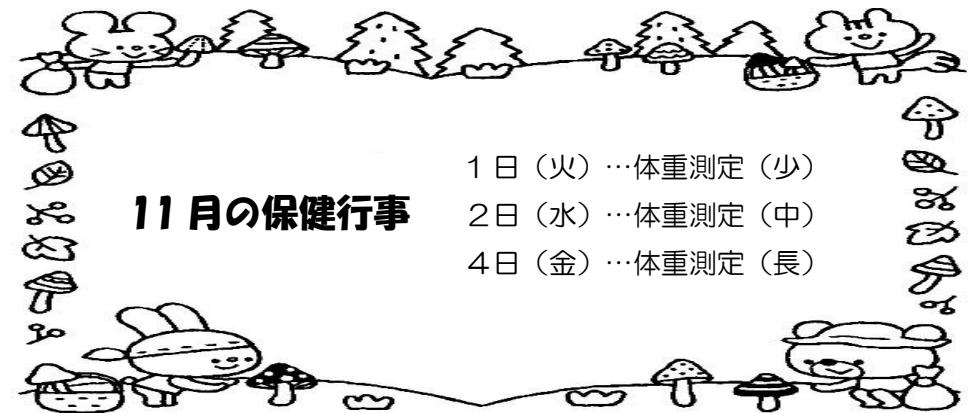 11月の保健行事
１日（火）…体重測定（少）
２日（水）…体重測定（中）
４日（金）…体重測定（長）